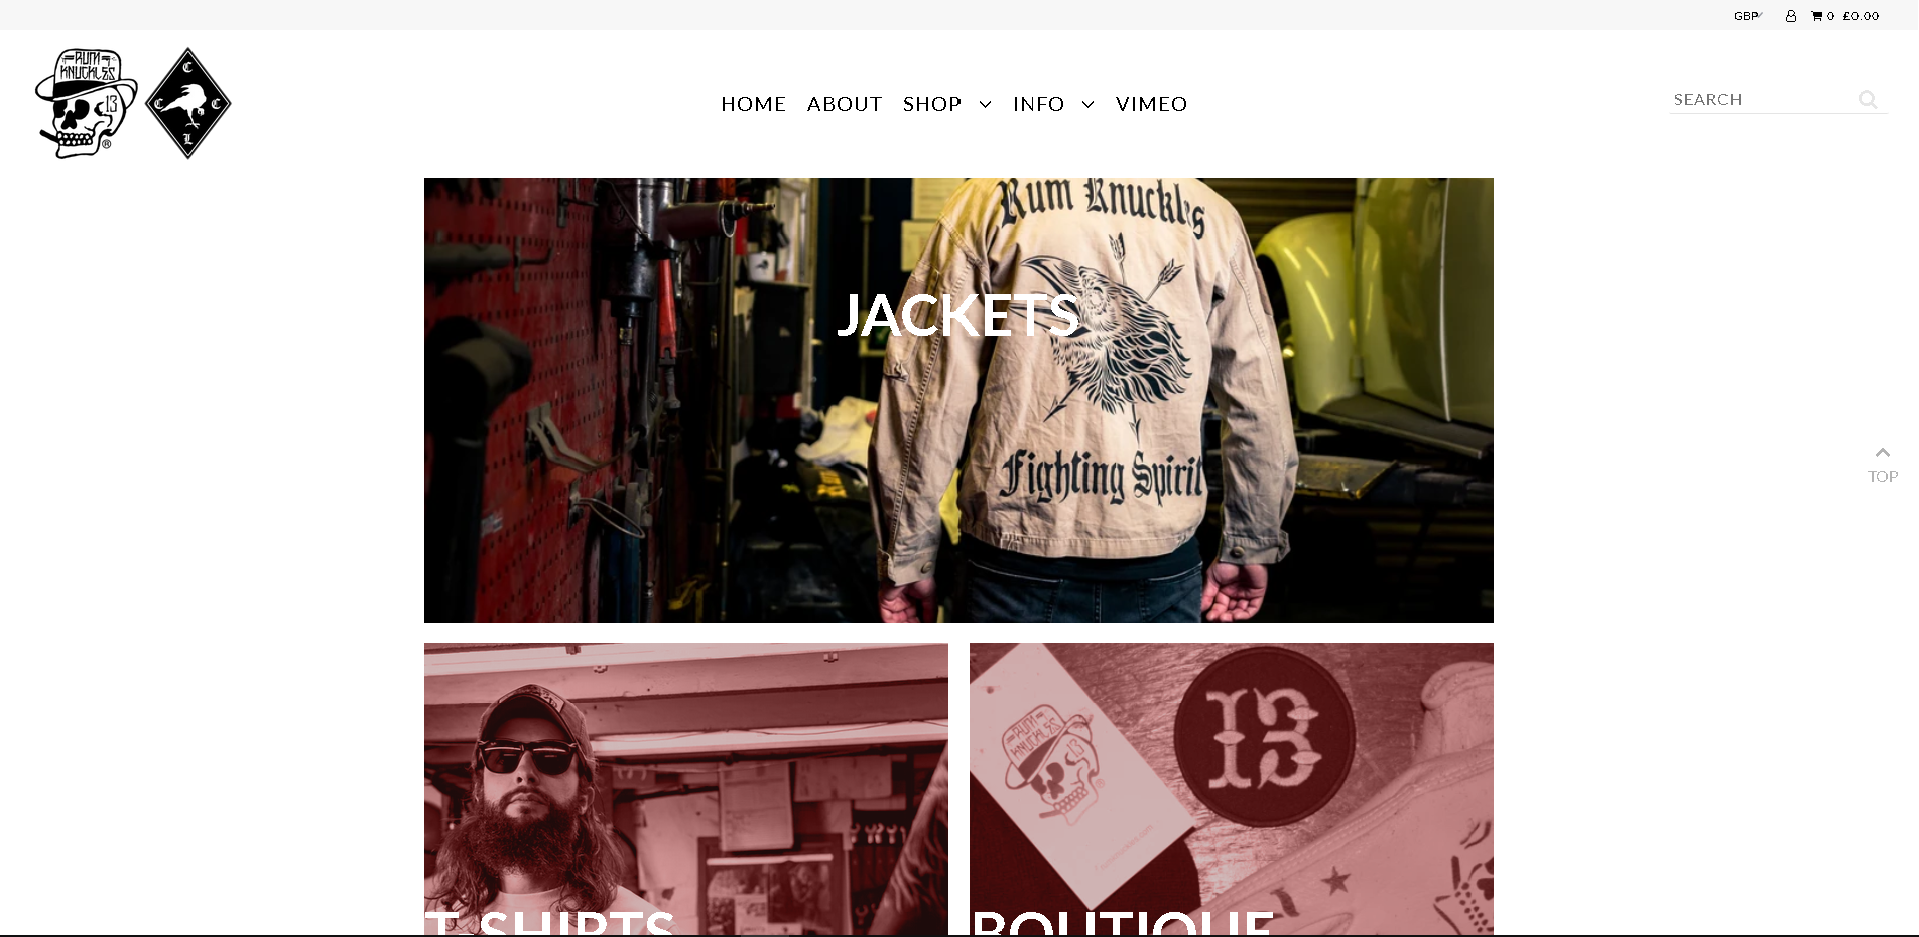 GBP
0 £0.00
RUM
KNUCKLES
13
C
C C
L
HOME ABOUT SHOP INFO VIMEO
SEARCH
Rum Knuckles
JACKETS
Fighting Spirit
TOP
RUM
KNUCKLES
13
13
T-SHIRTS
BOUTIQUE